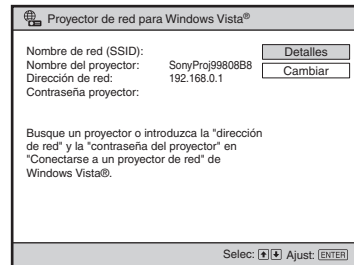 Proyector de red para Windows Vista®
Nombre de red (SSID):
Nombre del proyector: SonyProj99808B8
Dirección de red: 192.168.0.1
Contraseña proyector:
Detalles
Cambiar
Busque un proyector o introduzca la "dirección
de red" y la "contraseña del proyector" en
"Conectarse a un proyector de red" de
Windows Vista®.
Selec: Ajust: ENTER